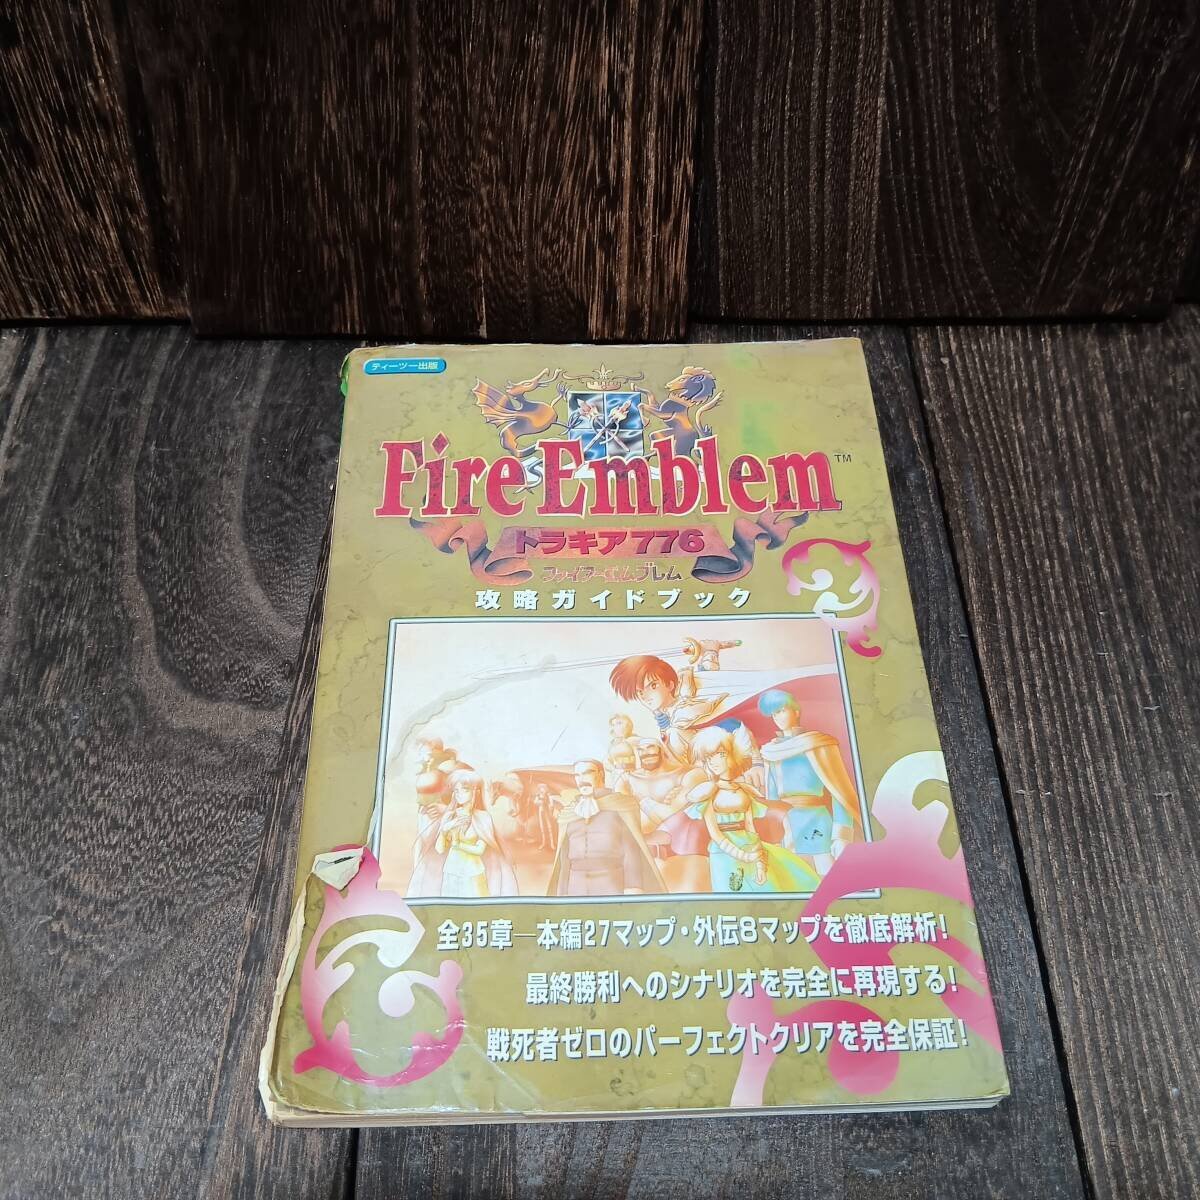 ティーツー出版
Fire Emblem™
トラキア776
ファイアーエムブレム
攻略ガイドブック
全35章―本編27マップ・外伝8マップを徹底解析!
最終勝利へのシナリオを完全に再現する!
戦死者ゼロのパーフェクトクリアを完全保証!